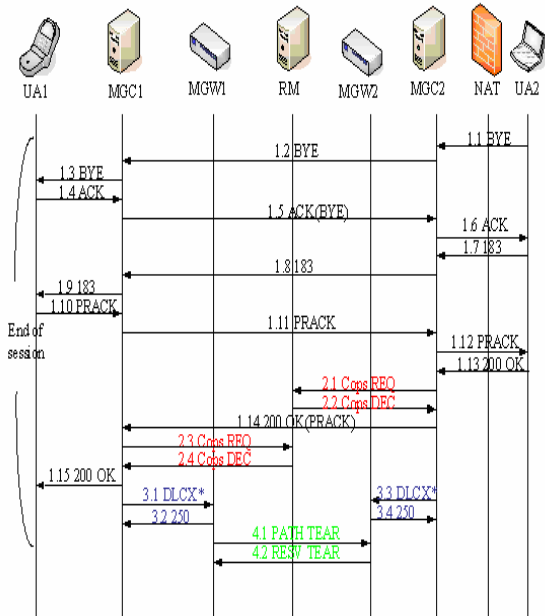 UA1 MGC1 MGW1 RM MGW2 MGC2 NAT UA2
1.1 BYE
1.2 BYE
1.3 BYE
1.4 ACK
1.5 ACK(BYE)
1.6 ACK
1.7 183
1.8 183
1.9 183
1.10 PRACK
1.11 PRACK
End of
session
1.12 PRACK
1.13 200 OK
2.1 Cops REQ
2.2 Cops DEC
1.14 200 OK(PRACK)
2.3 Cops REQ
2.4 Cops DEC
1.15 200 OK
3.1 DLCX*
3.3 DLCX*
3.2 250
3.4 250
4.1 PATH TEAR
4.2 RESV TEAR